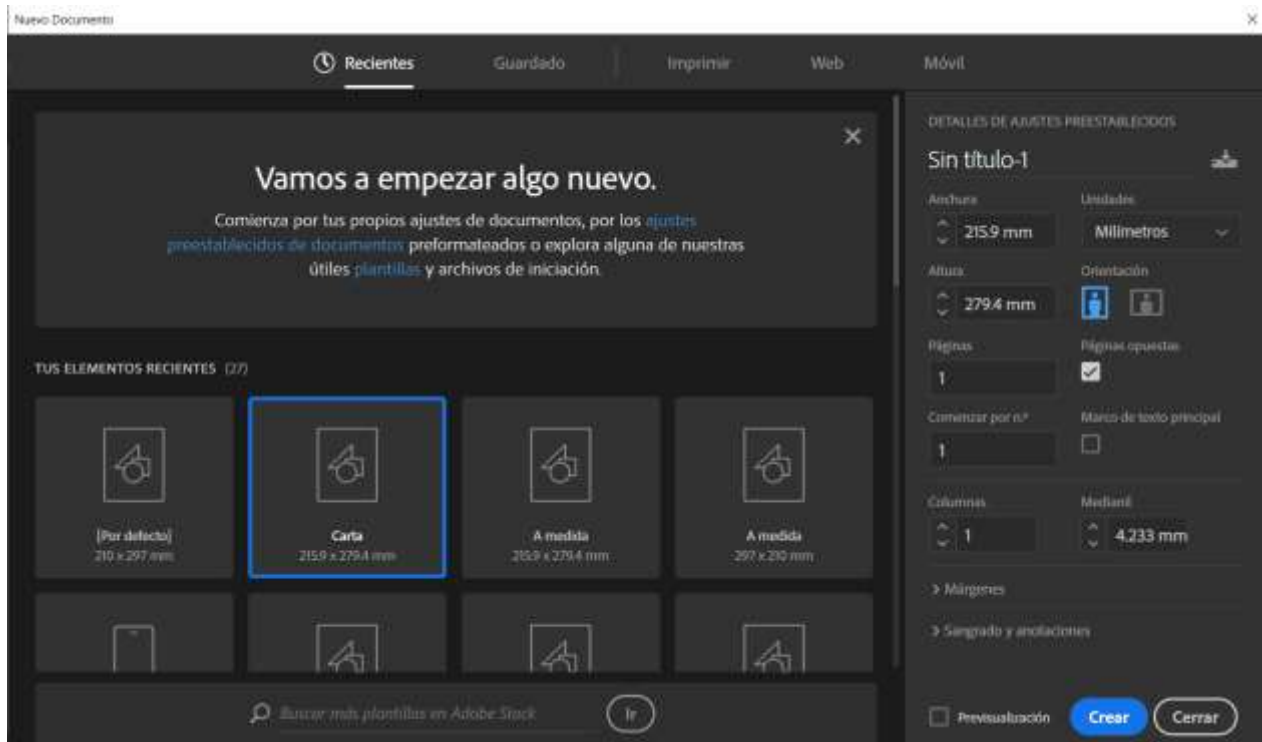 Nuevo Documento
Recientes
Guardado
Imprimir
Web
Móvil
Vamos a empezar algo nuevo.
Comienza por tus propios ajustes de documentos, por los ajustes
preestablecidos de documentos preformateados o explora alguna de nuestras
útiles plantillas y archivos de iniciación.
TUS ELEMENTOS RECIENTES (27)
[Por defecto]
210 x 297 mm
Carta
215.9 x 279.4 mm
A medida
215.9 x 279.4 mm
A medida
297 x 210 mm
Buscar más plantillas en Adobe Stock
Ir
DETALLES DE AJUSTES PREESTABLECIDOS
Sin título-1
Anchura
Unidades
215.9 mm
Milímetros
Altura
Orientación
279.4 mm
Páginas
Páginas opuestas
1
Comenzar por n.º
Marco de texto principal
1
Columnas
Medianil
1
4.233 mm
> Márgenes
> Sangrado y anotaciones
Previsualización
Crear
Cerrar